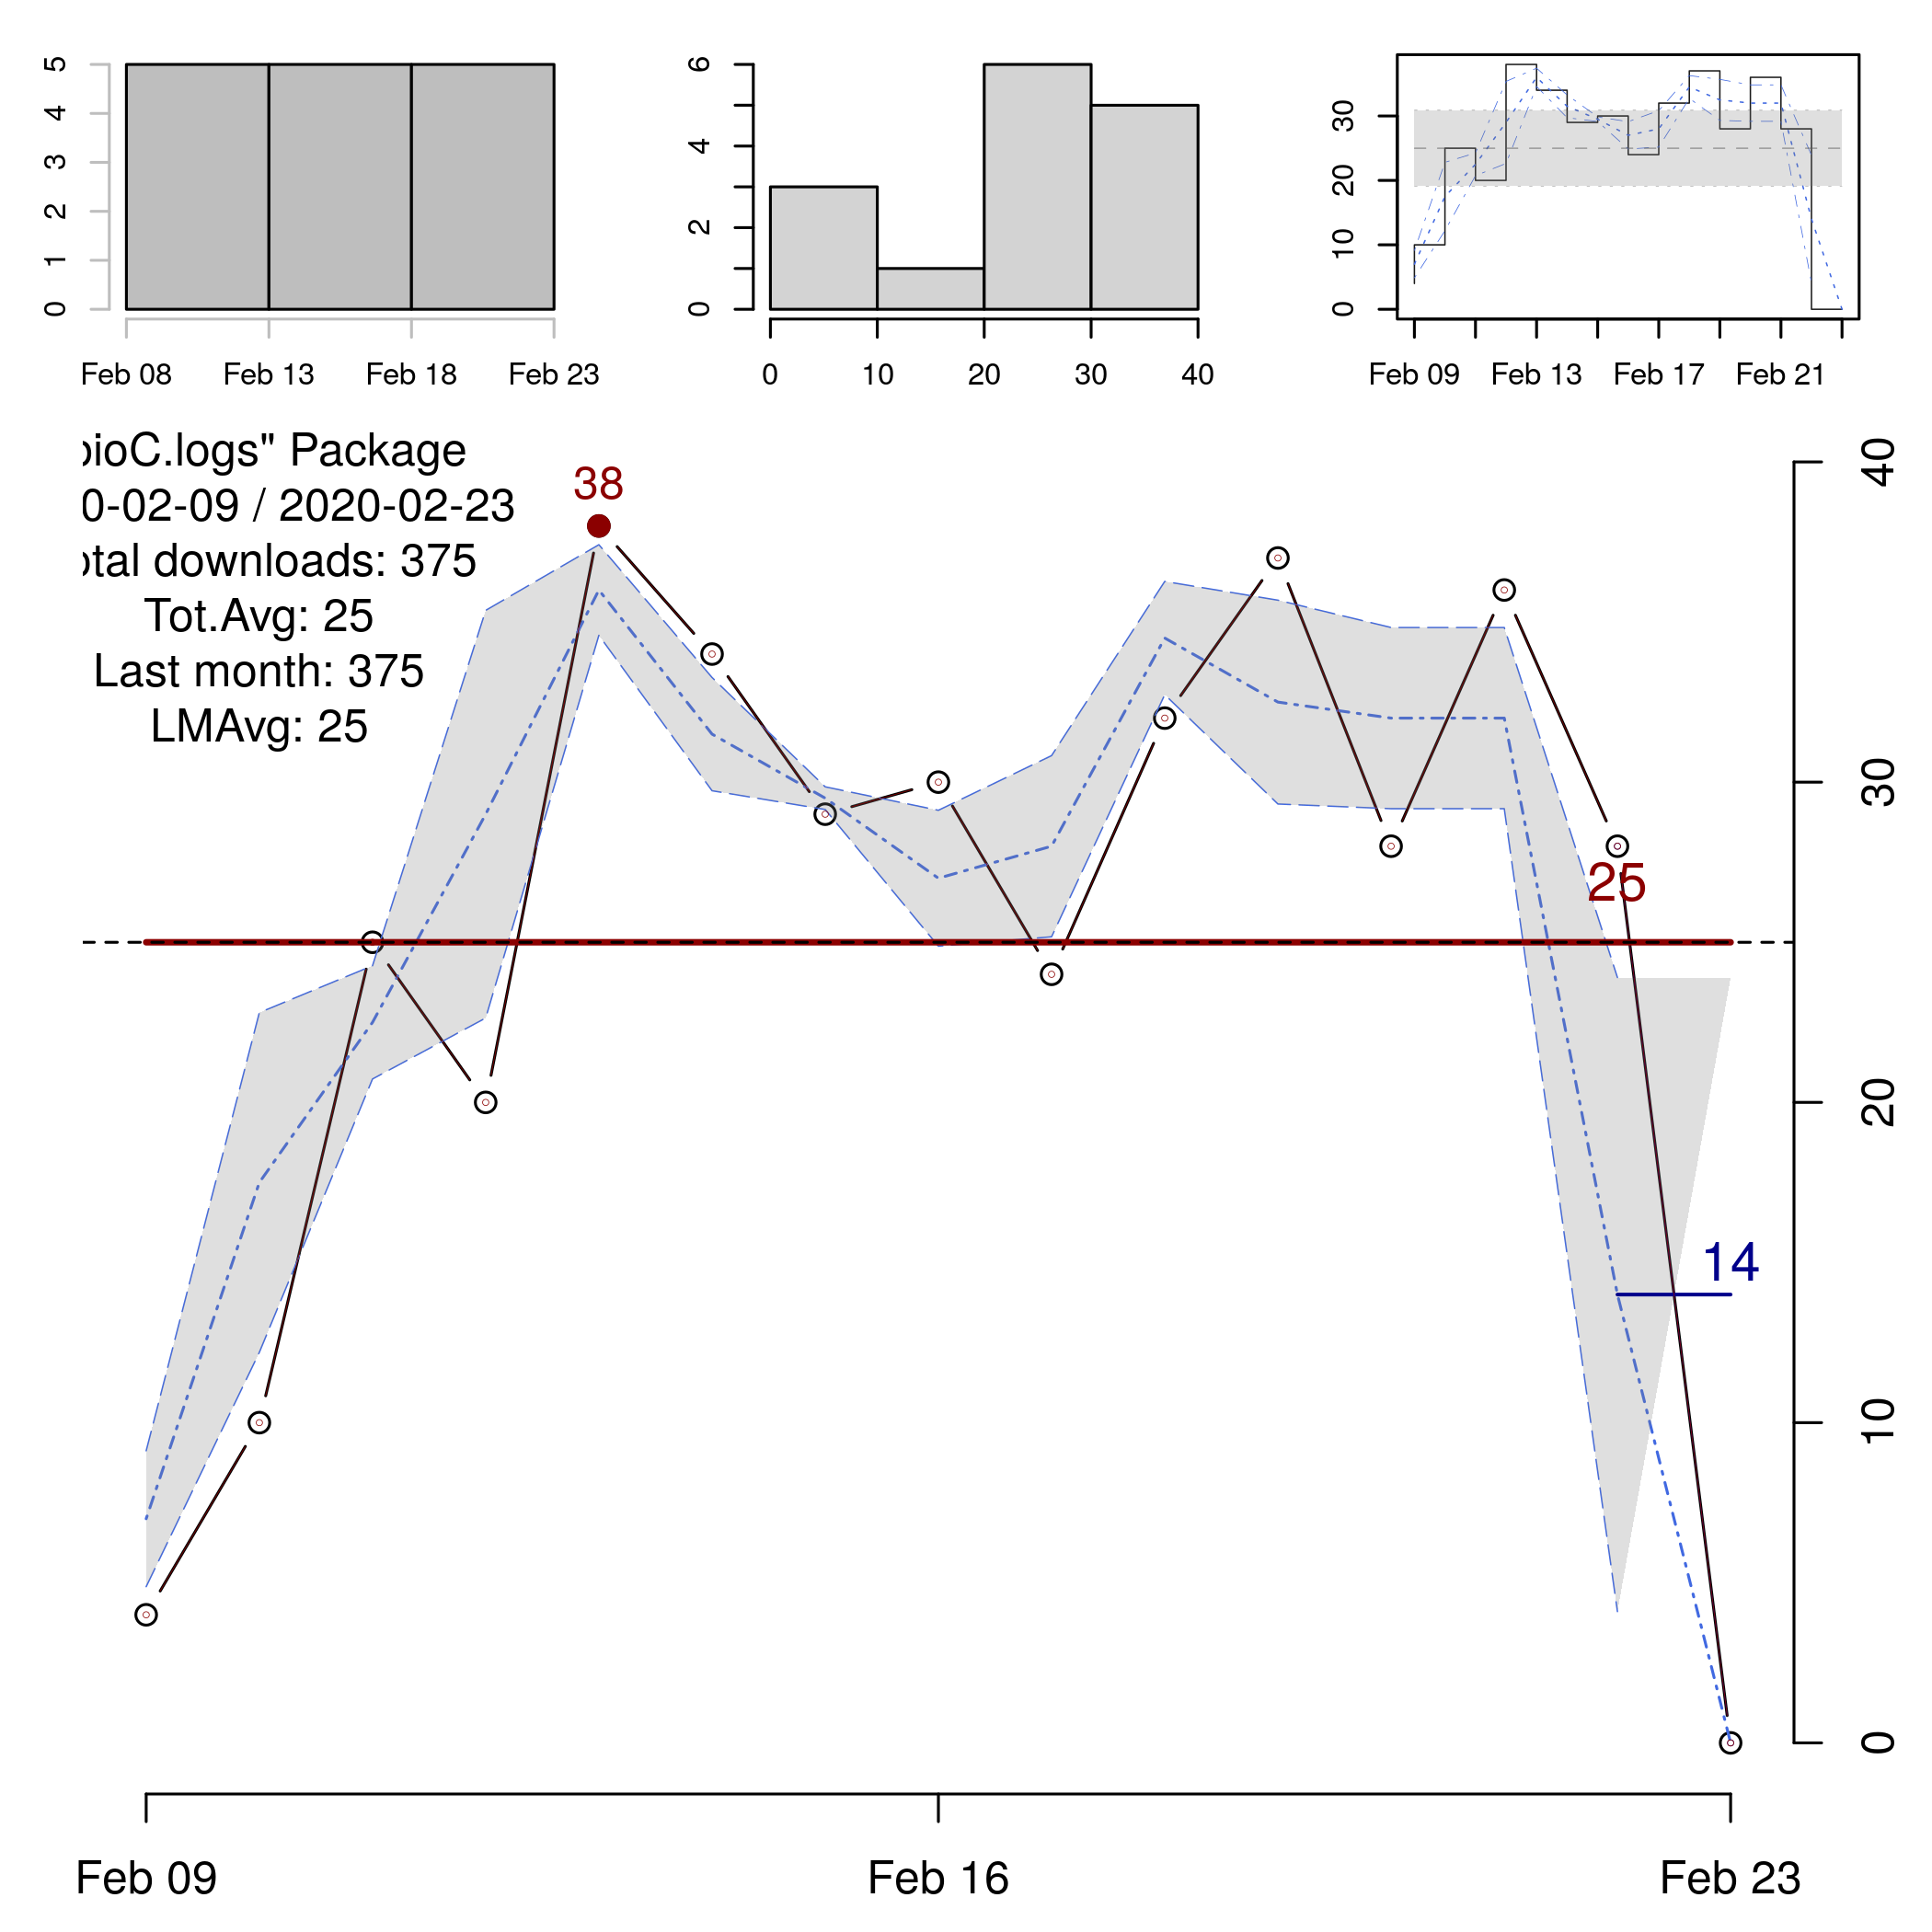 5
4
3
2
1
0
Feb 08 Feb 13 Feb 18 Feb 23
6
4
2
0
0 10 20 30 40
30
20
10
0
Feb 09 Feb 13 Feb 17 Feb 21
bioC.logs" Package
0-02-09 / 2020-02-23
otal downloads: 375
Tot.Avg: 25
Last month: 375
LMAvg: 25
38
25
14
40
30
20
10
0
Feb 09 Feb 16 Feb 23